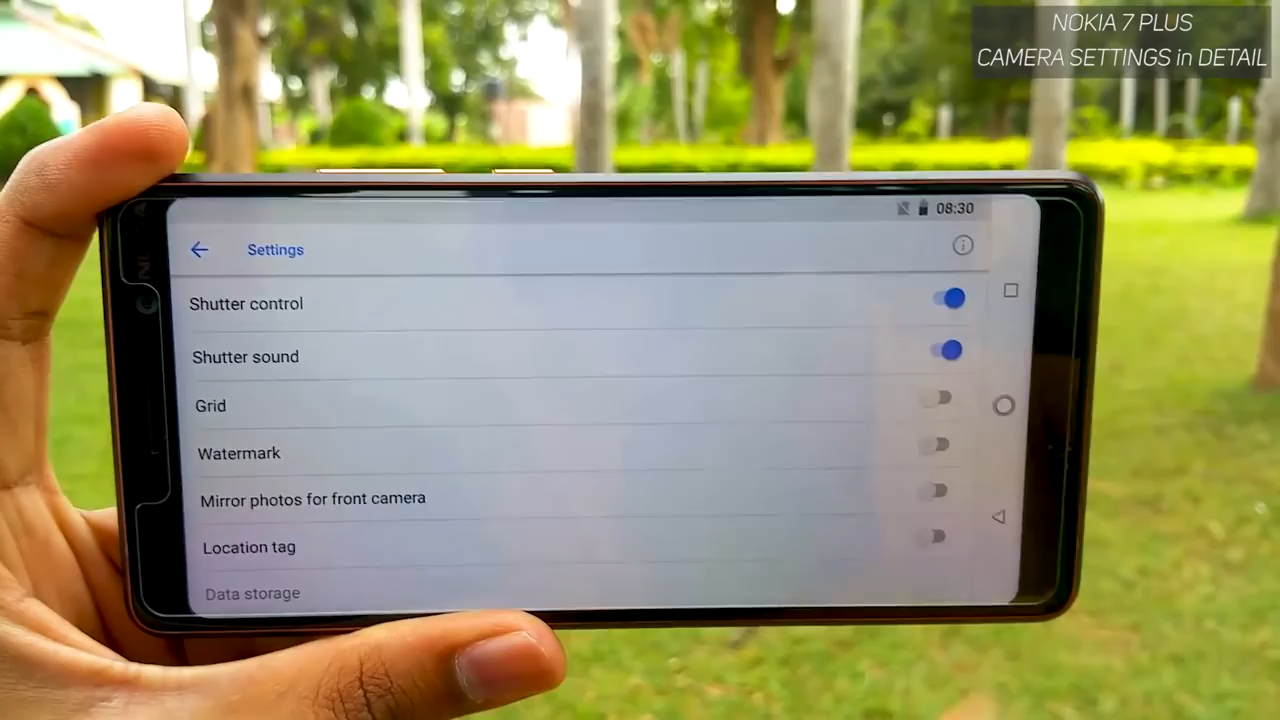 NOKIA 7 PLUS
CAMERA SETTINGS in DETAIL
08:30
Settings
Shutter control
Shutter sound
Grid
Watermark
Mirror photos for front camera
Location tag
Data storage